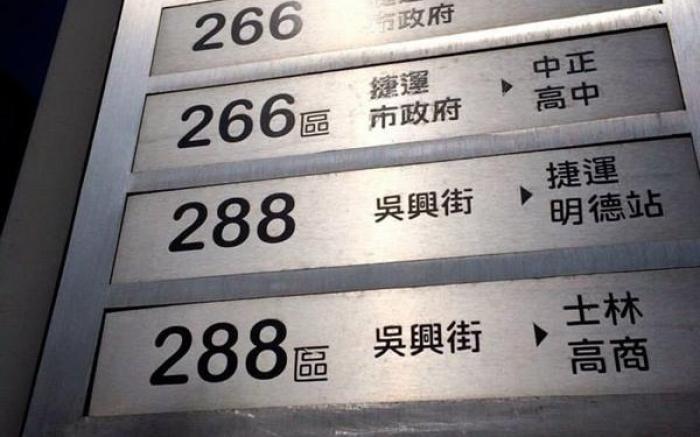 266 市政府
266區 捷運市政府 ▸ 中正高中
288 吳興街 ▸ 捷運明德站
288區 吳興街 ▸ 士林高商